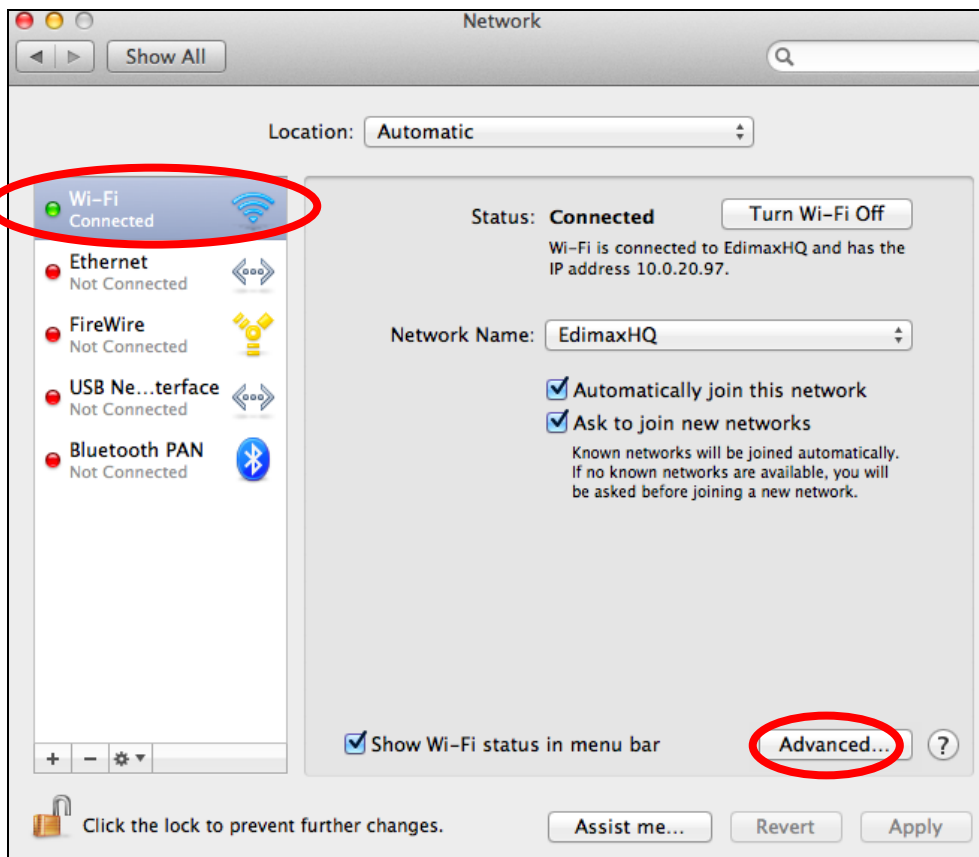 Network
Show All
Location: Automatic
Wi-Fi
Connected
Ethernet
Not Connected
FireWire
Not Connected
USB Ne...terface
Not Connected
Bluetooth PAN
Not Connected
+ −
Status: Connected
Turn Wi-Fi Off
Wi-Fi is connected to EdimaxHQ and has the
IP address 10.0.20.97.
Network Name: EdimaxHQ
Automatically join this network
Ask to join new networks
Known networks will be joined automatically.
If no known networks are available, you will
be asked before joining a new network.
Show Wi-Fi status in menu bar
Advanced...
?
Click the lock to prevent further changes.
Assist me...
Revert
Apply